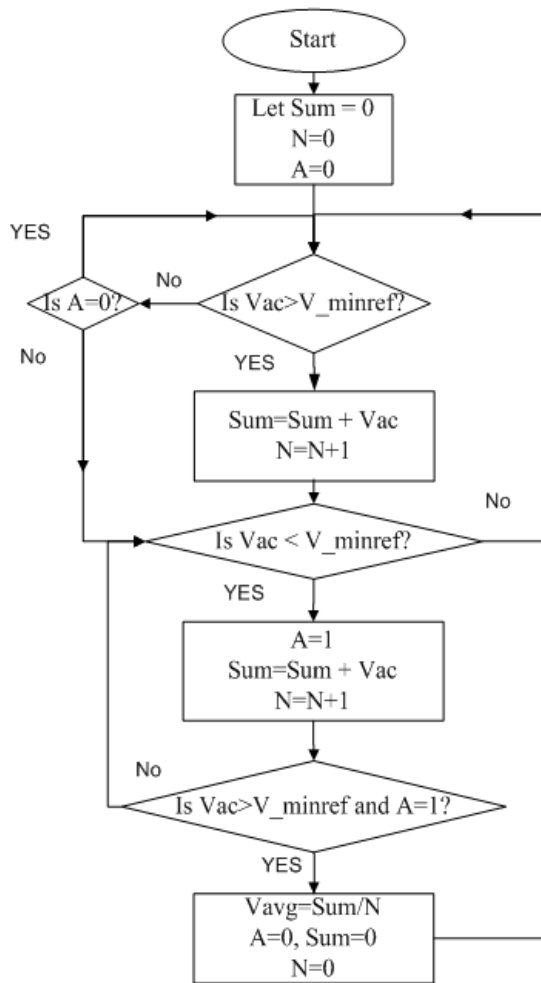 Start
Let Sum = 0
N=0
A=0
YES
No
Is A=0?
Is Vac>V_minref?
No
YES
Sum=Sum + Vac
N=N+1
No
Is Vac < V_minref?
YES
A=1
Sum=Sum + Vac
N=N+1
No
Is Vac>V_minref and A=1?
YES
Vavg=Sum/N
A=0, Sum=0
N=0